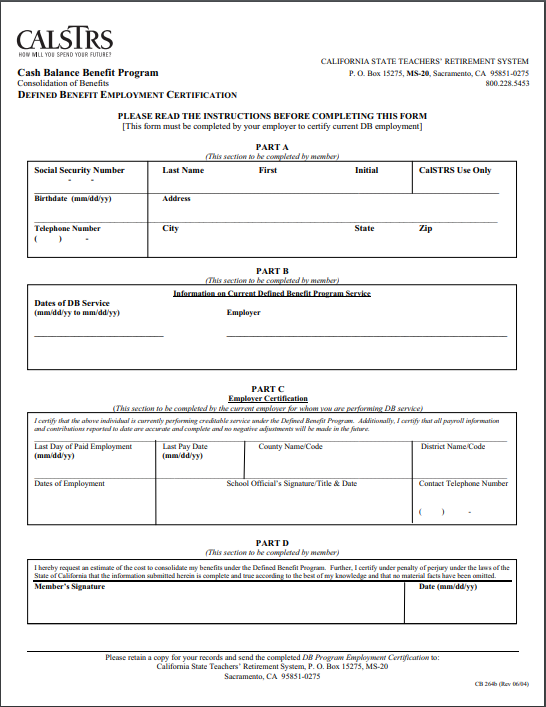 CALSTRS
HOW WILL YOU SPEND YOUR FUTURE?
CALIFORNIA STATE TEACHERS' RETIREMENT SYSTEM
Cash Balance Benefit Program
P. O. Box 15275, MS-20, Sacramento, CA 95851-0275
Consolidation of Benefits
800.228.5453
DEFINED BENEFIT EMPLOYMENT CERTIFICATION
PLEASE READ THE INSTRUCTIONS BEFORE COMPLETING THIS FORM
[This form must be completed by your employer to certify current DB employment]
PART A
(This section to be completed by member)
Social Security Number Last Name First Initial CalSTRS Use Only
- -
Birthdate (mm/dd/yy) Address
Telephone Number City State Zip
( ) -
PART B
(This section to be completed by member)
Information on Current Defined Benefit Program Service
Dates of DB Service
(mm/dd/yy to mm/dd/yy) Employer
PART C
Employer Certification
(This section to be completed by the current employer for whom you are performing DB service)
I certify that the above individual is currently performing creditable service under the Defined Benefit Program. Additionally, I certify that all payroll information
and contributions reported to date are accurate and complete and no negative adjustments will be made in the future.
Last Day of Paid Employment Last Pay Date County Name/Code District Name/Code
(mm/dd/yy) (mm/dd/yy)
Dates of Employment School Official's Signature/Title & Date Contact Telephone Number
( ) -
PART D
(This section to be completed by member)
I hereby request an estimate of the cost to consolidate my benefits under the Defined Benefit Program. Further, I certify under penalty of perjury under the laws of the
State of California that the information submitted herein is complete and true according to the best of my knowledge and that no material facts have been omitted.
Member's Signature Date (mm/dd/yy)
Please retain a copy for your records and send the completed DB Program Employment Certification to:
California State Teachers' Retirement System, P. O. Box 15275, MS-20
Sacramento, CA 95851-0275
CB 264b (Rev 06/04)